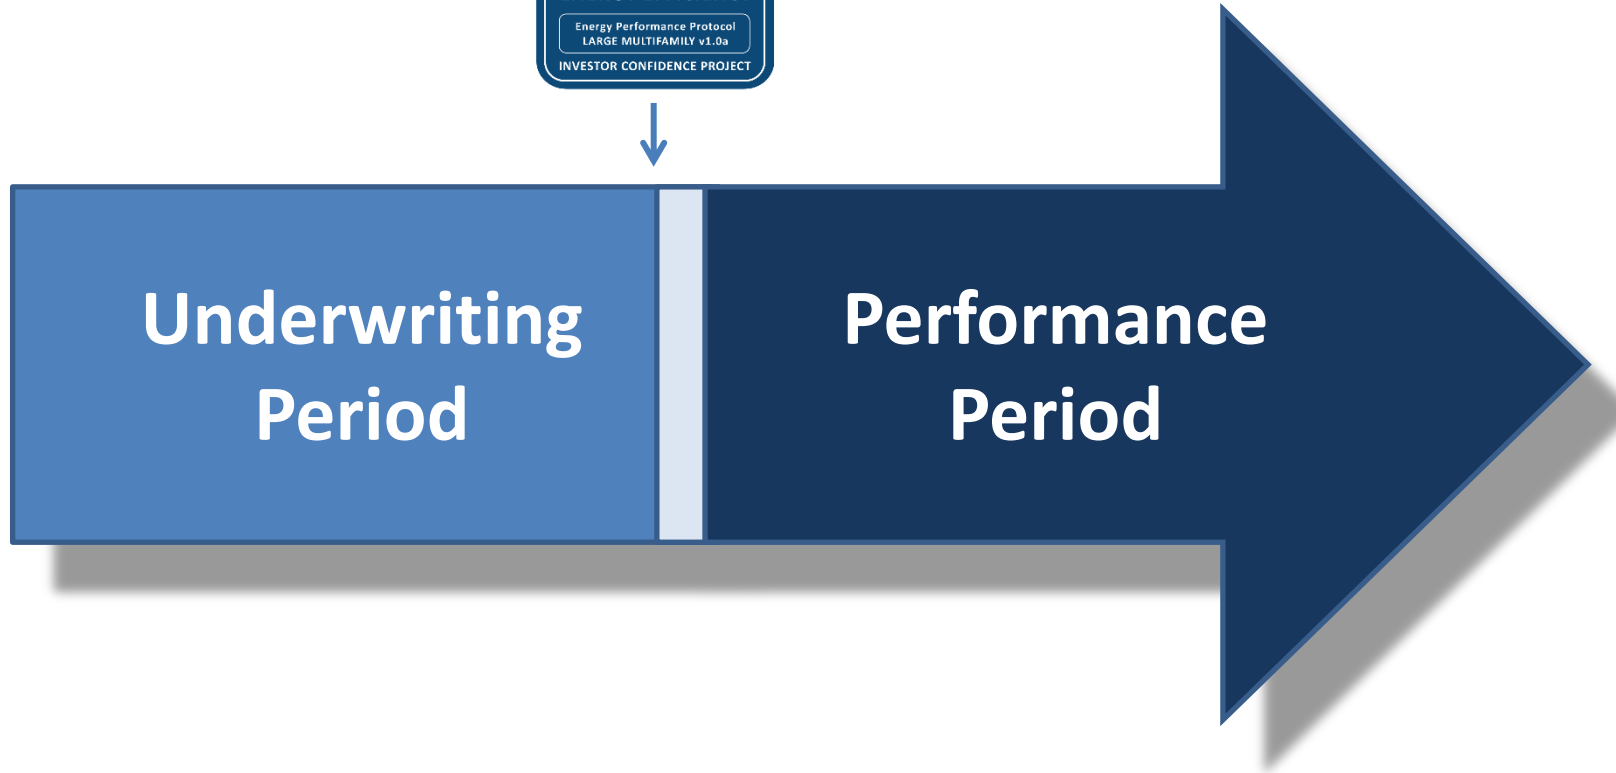 Energy Performance Protocol
LARGE MULTIFAMILY v1.0a
INVESTOR CONFIDENCE PROJECT
Underwriting
Period
Performance
Period